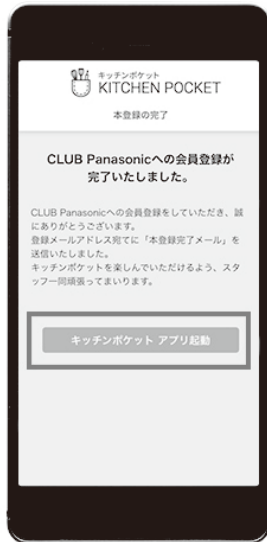 キッチンポケット
KITCHEN POCKET
本登録の完了
CLUB Panasonicへの会員登録が
完了いたしました。
CLUB Panasonicへの会員登録をしていただき、誠
にありがとうございます。
登録メールアドレス宛てに「本登録完了メール」を
送信いたしました。
キッチンポケットを楽しんでいただけるよう、スタ
ッフ一同頑張ってまいります。
キッチンポケット アプリ起動